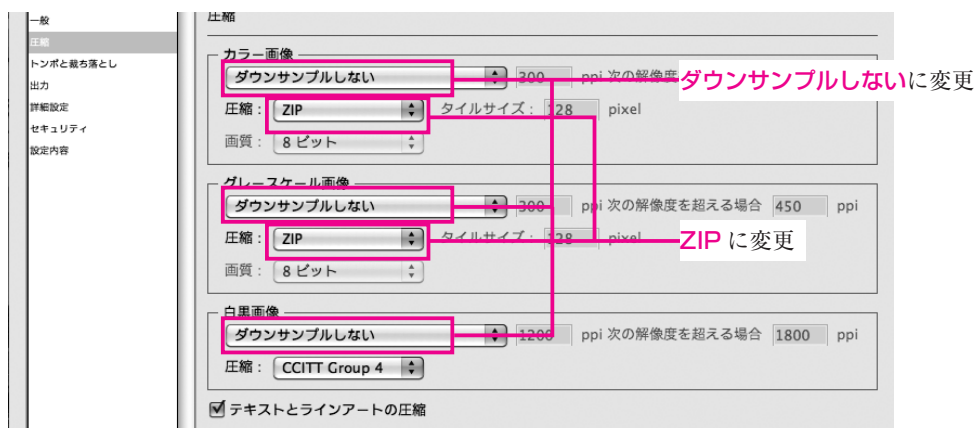 一般
圧縮
トンボと裁ち落とし
出力
詳細設定
セキュリティ
設定内容
圧縮
カラー画像
ダウンサンプルしない 300 ppi 次の解像度
ダウンサンプルしないに変更
圧縮： ZIP タイルサイズ： 128 pixel
画質： 8 ビット
グレースケール画像
ダウンサンプルしない 300 ppi 次の解像度を超える場合 450 ppi
圧縮： ZIP タイルサイズ： 128 pixel
ZIP に変更
画質： 8 ビット
白黒画像
ダウンサンプルしない 1200 ppi 次の解像度を超える場合 1800 ppi
圧縮： CCITT Group 4
テキストとラインアートの圧縮